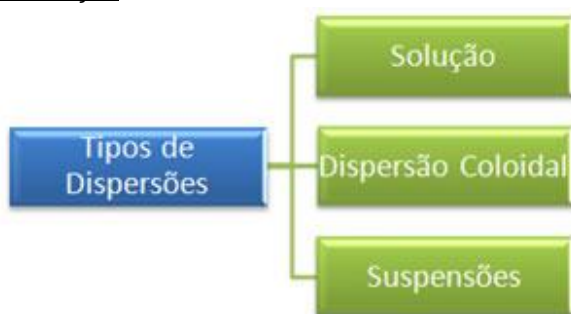 Solução
Tipos de
Dispersões
Dispersão Coloidal
Suspensões